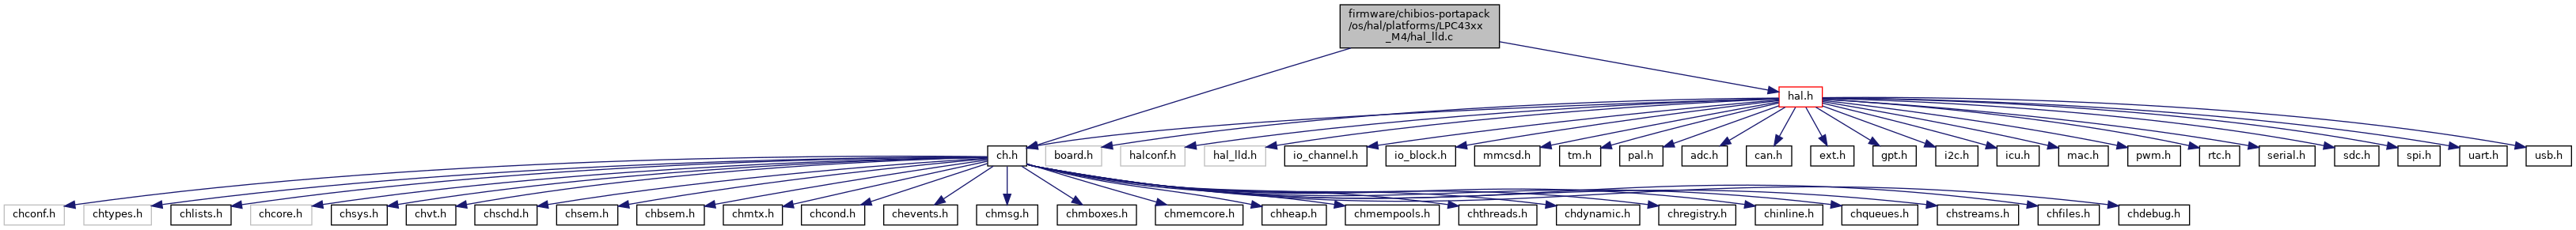 firmware/chibios-portapack
/os/hal/platforms/LPC43xx
_M4/hal_lld.c
hal.h
ch.h
board.h
halconf.h
hal_lld.h
io_channel.h
io_block.h
mmcsd.h
tm.h
pal.h
adc.h
can.h
ext.h
gpt.h
i2c.h
icu.h
mac.h
pwm.h
rtc.h
serial.h
sdc.h
spi.h
uart.h
usb.h
chconf.h
chtypes.h
chlists.h
chcore.h
chsys.h
chvt.h
chschd.h
chsem.h
chbsem.h
chmtx.h
chcond.h
chevents.h
chmsg.h
chmboxes.h
chmemcore.h
chheap.h
chmempools.h
chthreads.h
chdynamic.h
chregistry.h
chinline.h
chqueues.h
chstreams.h
chfiles.h
chdebug.h